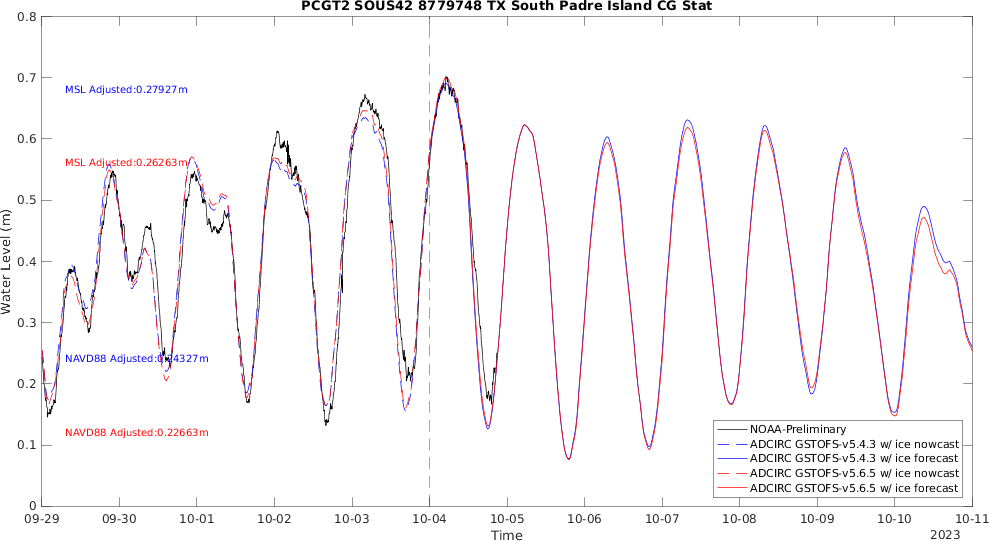 PCGT2 SOUS42 8779748 TX South Padre Island CG Stat
0.8
0.7
0.6
0.5
0.4
0.3
0.2
0.1
0
Water Level (m)
MSL Adjusted:0.27927m
MSL Adjusted:0.26263m
NAVD88 Adjusted:0.24327m
NAVD88 Adjusted:0.22663m
NOAA-Preliminary
ADCIRC GSTOFS-v5.4.3 w/ ice nowcast
ADCIRC GSTOFS-v5.4.3 w/ ice forecast
ADCIRC GSTOFS-v5.6.5 w/ ice nowcast
ADCIRC GSTOFS-v5.6.5 w/ ice forecast
09-29 09-30 10-01 10-02 10-03 10-04 10-05 10-06 10-07 10-08 10-09 10-10 10-11
Time
2023